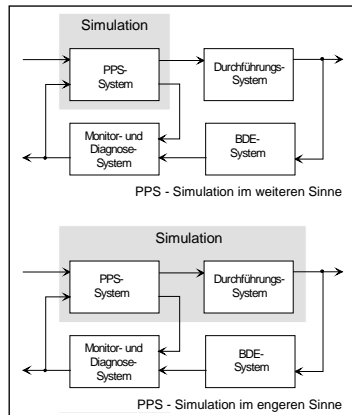 Simulation
PPS-
System
Durchführungs-
System
Monitor- und
Diagnose-
System
BDE-
System
PPS - Simulation im weiteren Sinne
Simulation
PPS-
System
Durchführungs-
System
Monitor- und
Diagnose-
System
BDE-
System
PPS - Simulation im engeren Sinne